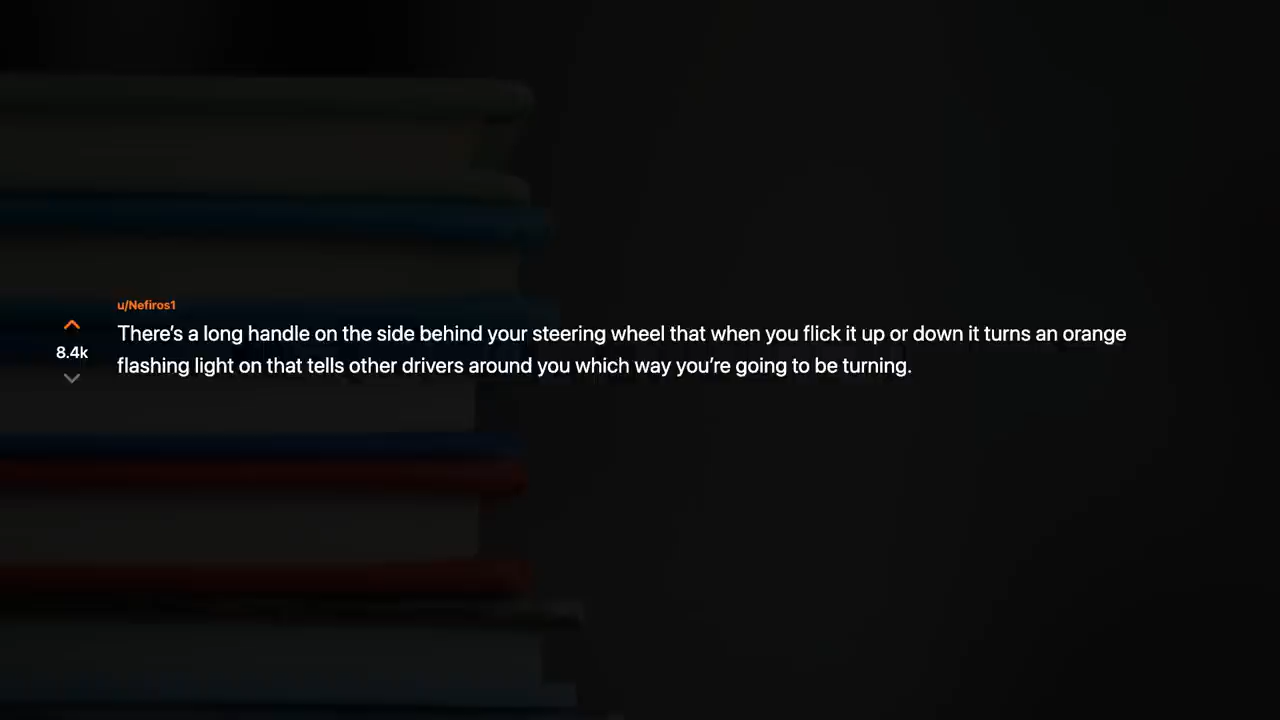 u/Nefiros1
8.4k
There’s a long handle on the side behind your steering wheel that when you flick it up or down it turns an orange
flashing light on that tells other drivers around you which way you’re going to be turning.